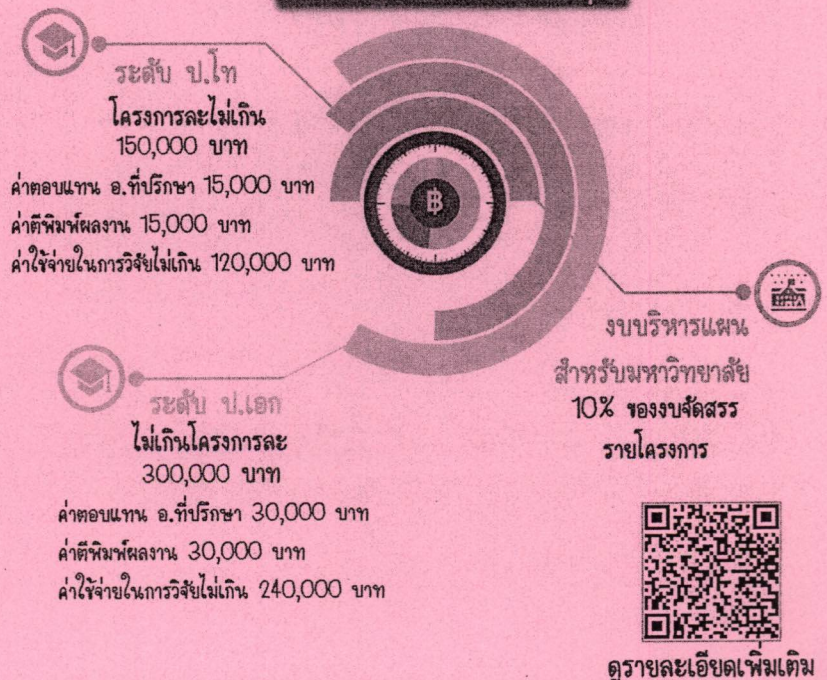 ระดับ ป.โท
โครงการละไม่เกิน
150,000 บาท
ค่าตอบแทน อ.ที่ปรึกษา 15,000 บาท
ค่าตีพิมพ์ผลงาน 15,000 บาท
ค่าใช้จ่ายในการวิจัยไม่เกิน 120,000 บาท
฿
งบบริหารแผน
สำหรับมหาวิทยาลัย
10% ของงบจัดสรร
รายโครงการ
ระดับ ป.เอก
ไม่เกินโครงการละ
300,000 บาท
ค่าตอบแทน อ.ที่ปรึกษา 30,000 บาท
ค่าตีพิมพ์ผลงาน 30,000 บาท
ค่าใช้จ่ายในการวิจัยไม่เกิน 240,000 บาท
ดูรายละเอียดเพิ่มเติม